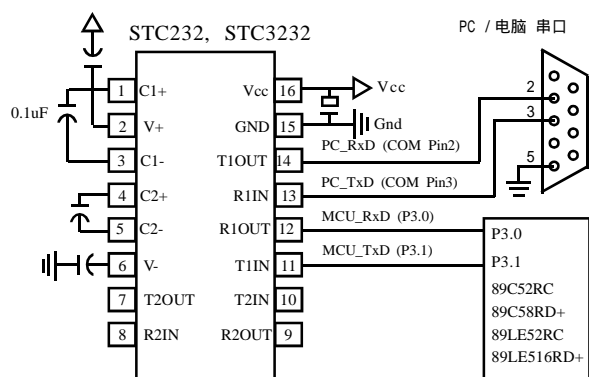 STC232, STC3232
PC / 电脑 串口
1 C1+ Vcc 16 Vcc
0.1uF
2 V+ GND 15 Gnd
3 C1- T1OUT 14 PC_RxD (COM Pin2) 2
4 C2+ R1IN 13 PC_TxD (COM Pin3) 3
5
5 C2- R1OUT 12 MCU_RxD (P3.0) P3.0
6 V- T1IN 11 MCU_TxD (P3.1) P3.1
7 T2OUT T2IN 10
8 R2IN R2OUT 9
89C52RC
89C58RD+
89LE52RC
89LE516RD+